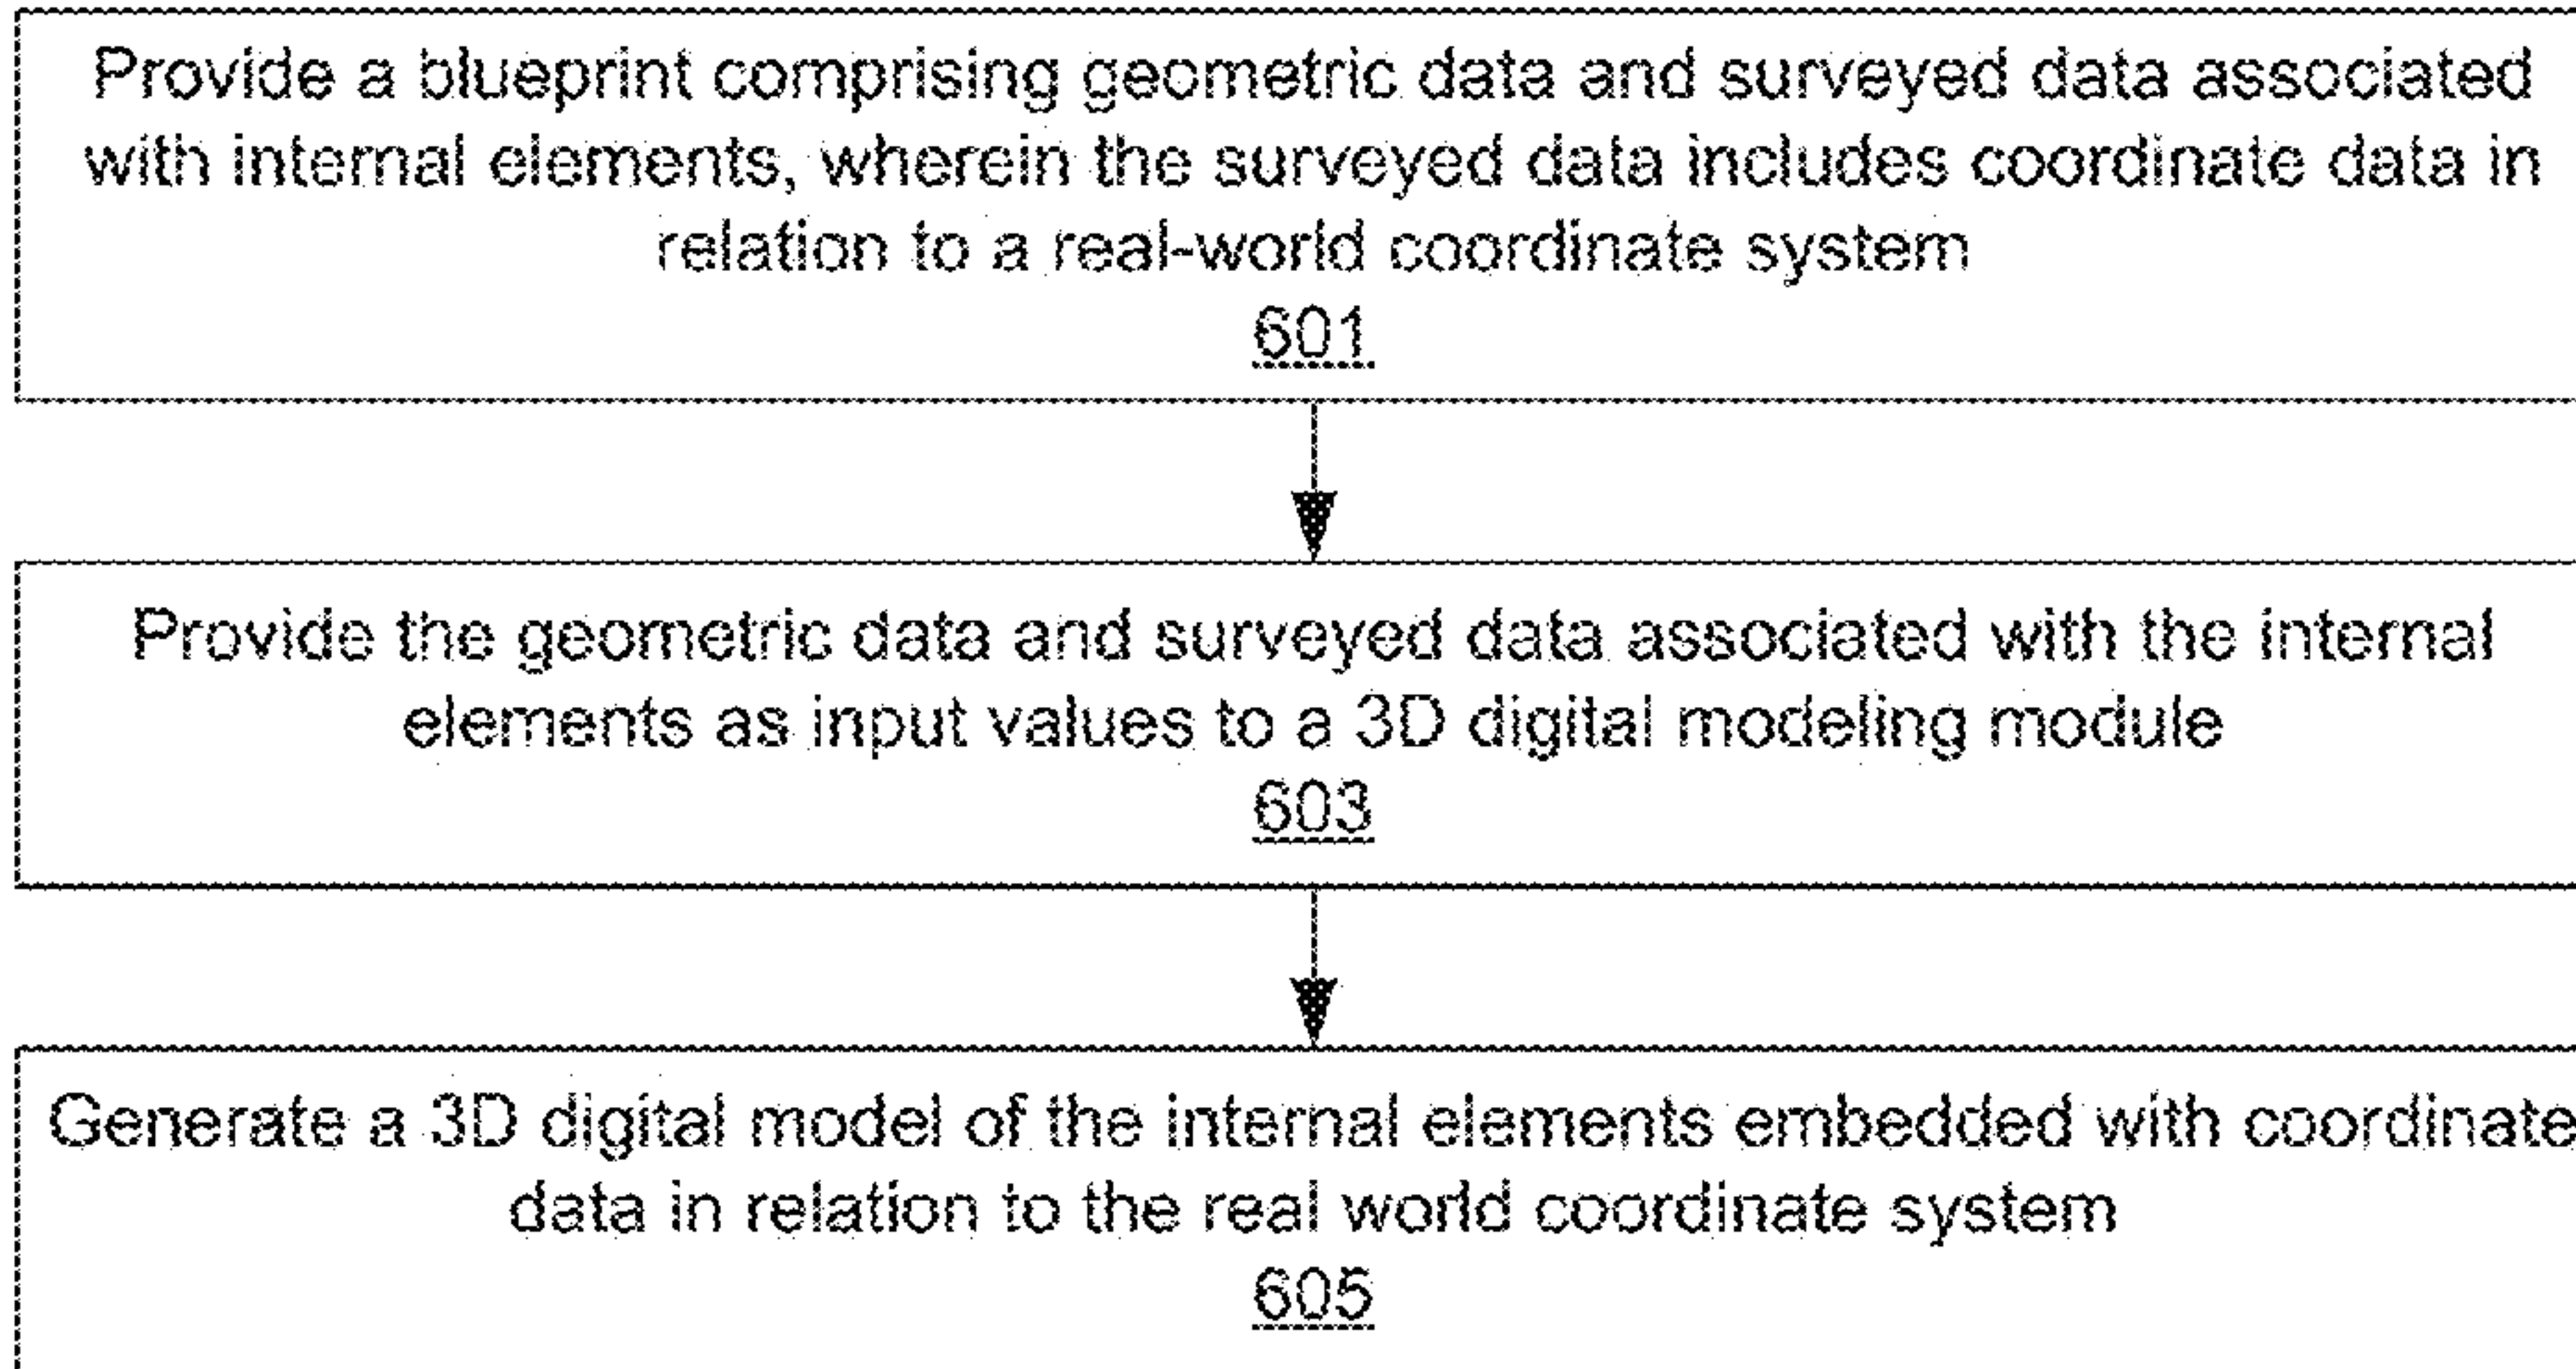 Provide a blueprint comprising geometric data and surveyed data associated
with internal elements, wherein the surveyed data includes coordinate data in
relation to a real-world coordinate system
601
Provide the geometric data and surveyed data associated with the internal
elements as input values to a 3D digital modeling module
603
Generate a 3D digital model of the internal elements embedded with coordinate
data in relation to the real world coordinate system
605